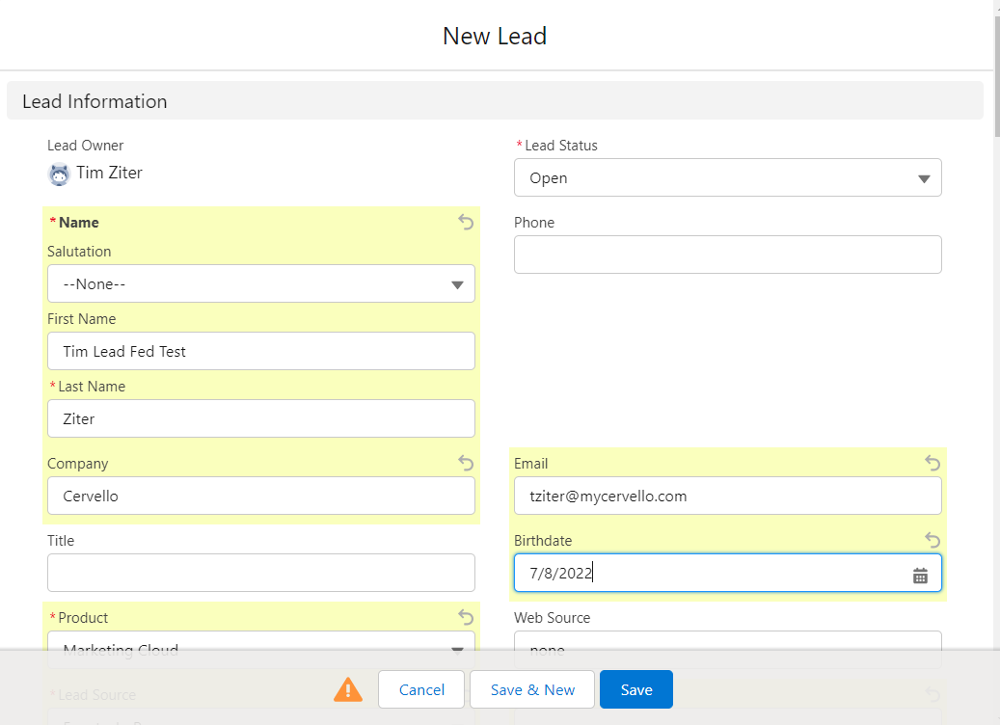 New Lead
Lead Information
Lead Owner
Tim Ziter
* Lead Status
Open
* Name
Salutation
--None--
Phone
First Name
Tim Lead Fed Test
* Last Name
Ziter
Company
Cervello
Email
tziter@mycervello.com
Title
Birthdate
7/8/2022
* Product
Marketing Cloud
Web Source
none
* Lead Source
Cancel
Save & New
Save